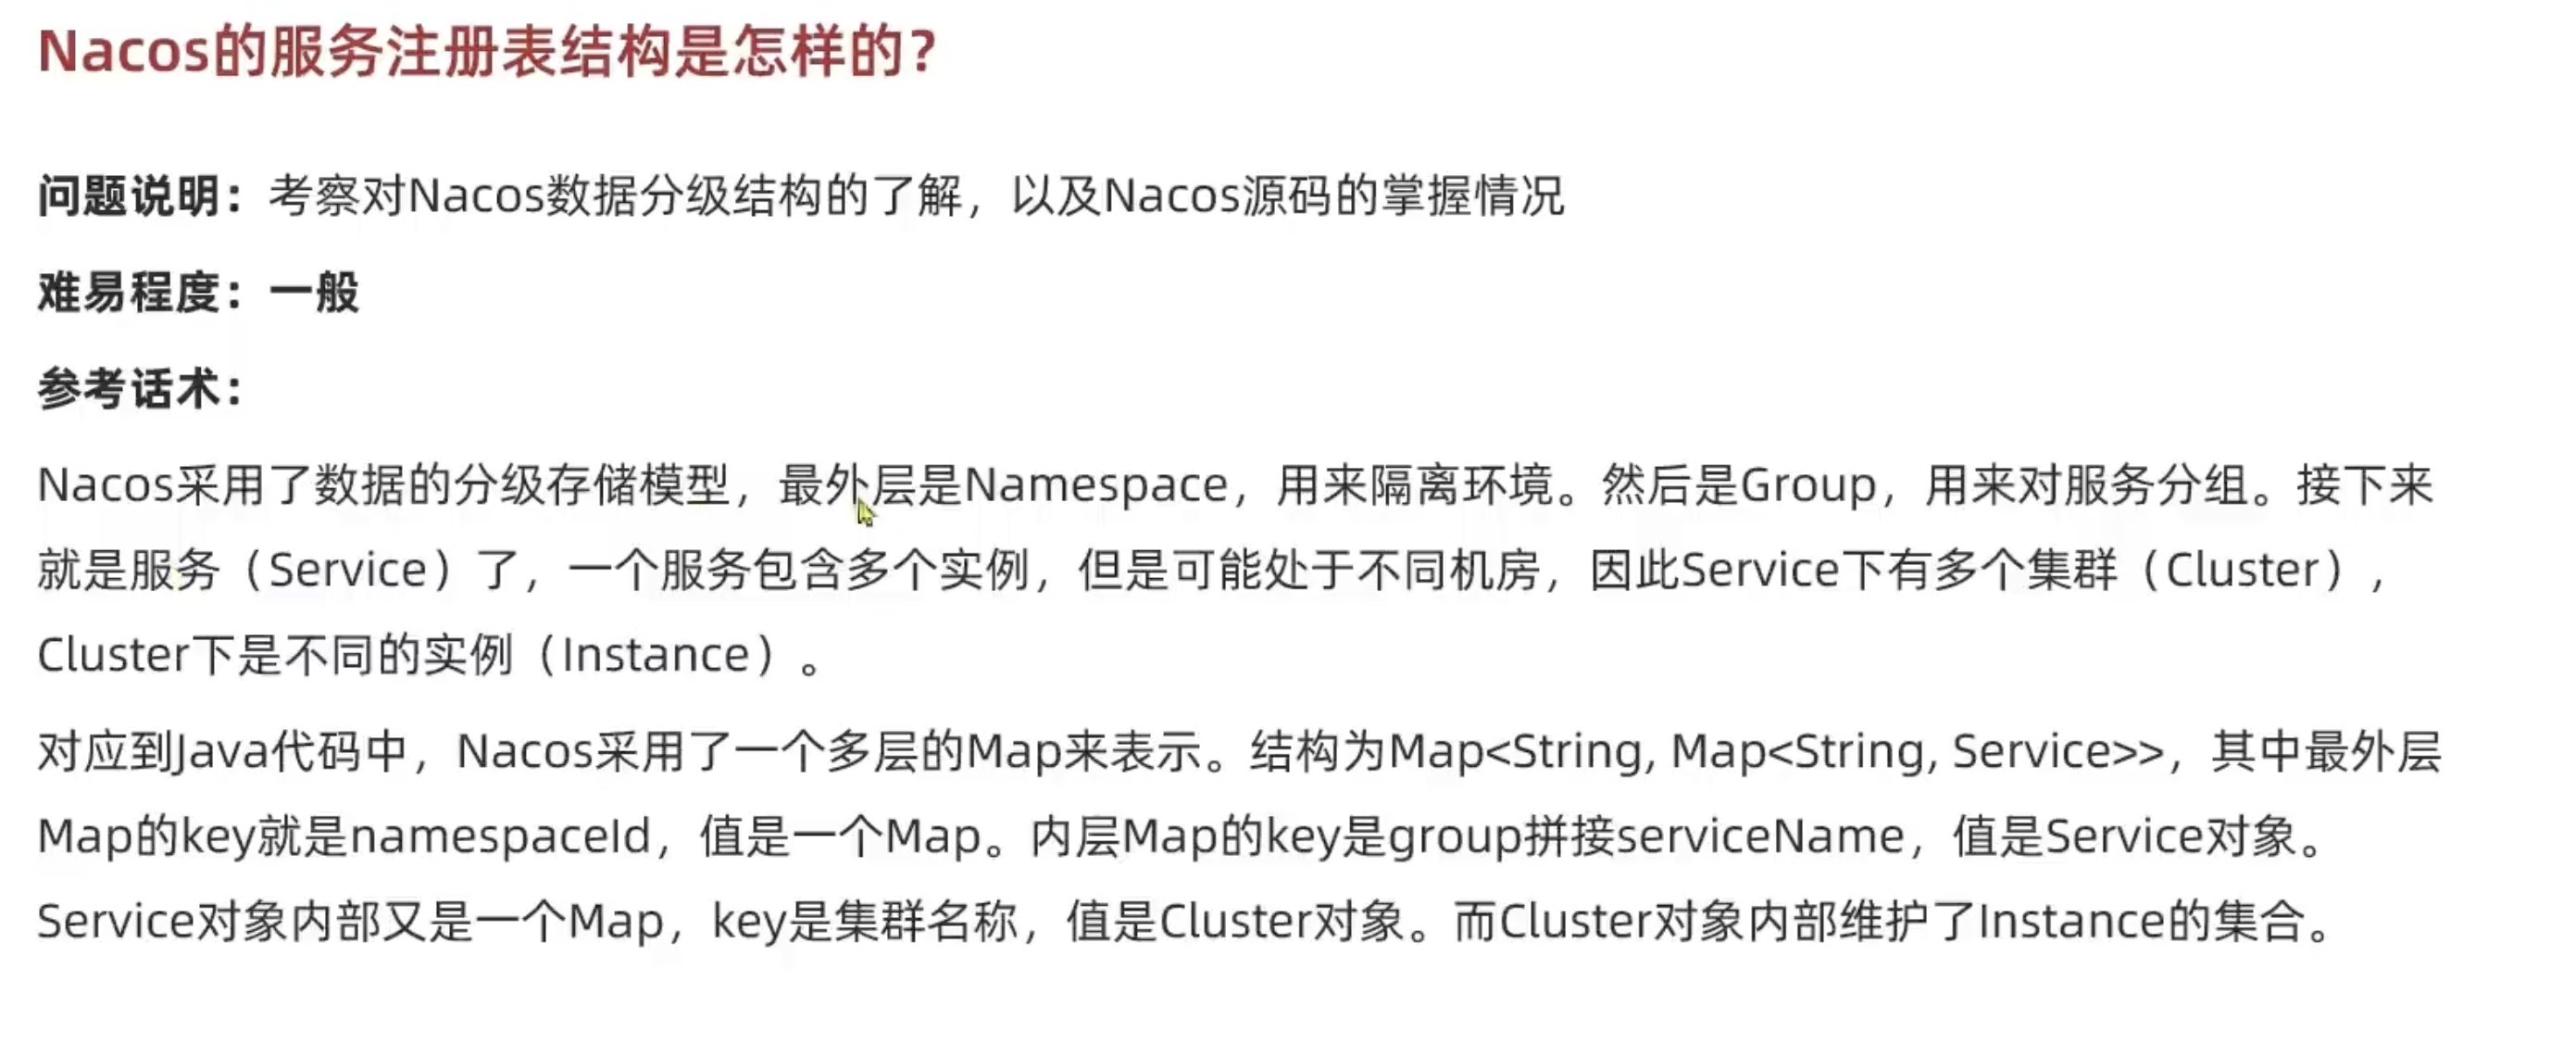 Nacos的服务注册表结构是怎样的？
问题说明：考察对Nacos数据分级结构的了解，以及Nacos源码的掌握情况
难易程度：一般
参考话术：
Nacos采用了数据的分级存储模型，最外层是Namespace，用来隔离环境。然后是Group，用来对服务分组。接下来
就是服务（Service）了，一个服务包含多个实例，但是可能处于不同机房，因此Service下有多个集群（Cluster），
Cluster下是不同的实例（Instance）。
对应到Java代码中，Nacos采用了一个多层的Map来表示。结构为Map<String, Map<String, Service>>，其中最外层
Map的key就是namespaceId，值是一个Map。内层Map的key是group拼接serviceName，值是Service对象。
Service对象内部又是一个Map，key是集群名称，值是Cluster对象。而Cluster对象内部维护了Instance的集合。